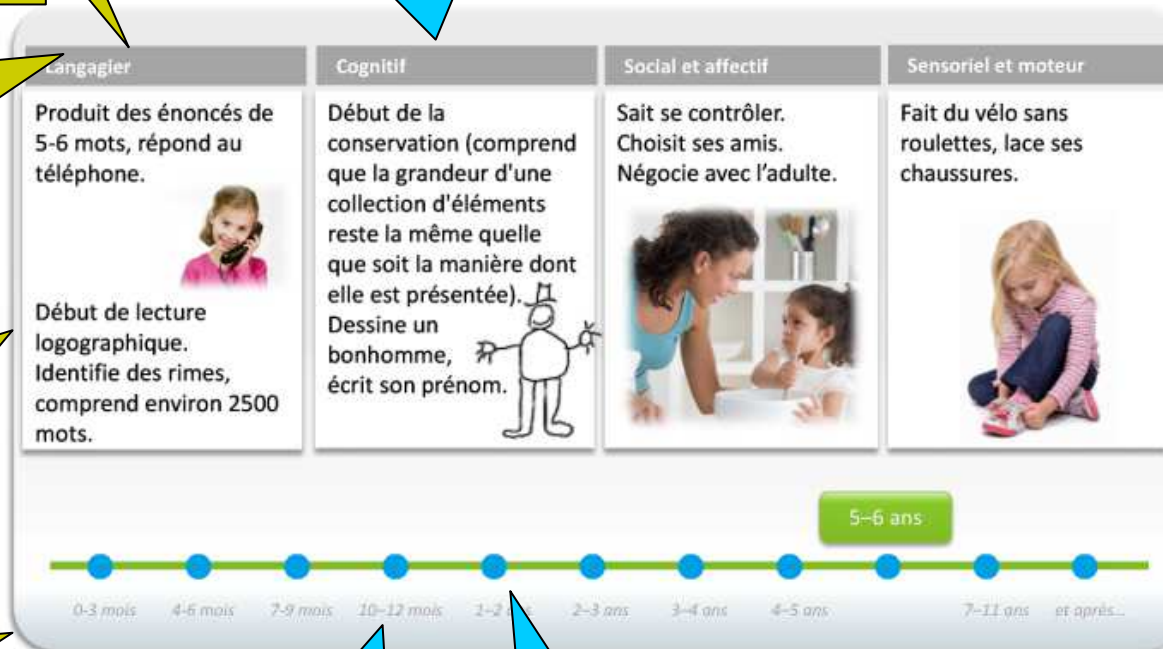 Langagier
Produit des énoncés de
5-6 mots, répond au
téléphone.
Début de lecture
logographique.
Identifie des rimes,
comprend environ 2500
mots.
Cognitif
Début de la
conservation (comprend
que la grandeur d'une
collection d'éléments
reste la même quelle
que soit la manière dont
elle est présentée).
Dessine un
bonhomme,
écrit son prénom.
Social et affectif
Sait se contrôler.
Choisit ses amis.
Négocie avec l’adulte.
Sensoriel et moteur
Fait du vélo sans
roulettes, lace ses
chaussures.
5–6 ans
0-3 mois 4-6 mois 7-9 mois 10–12 mois 1–2 ans 2–3 ans 3–4 ans 4–5 ans 7–11 ans et après...